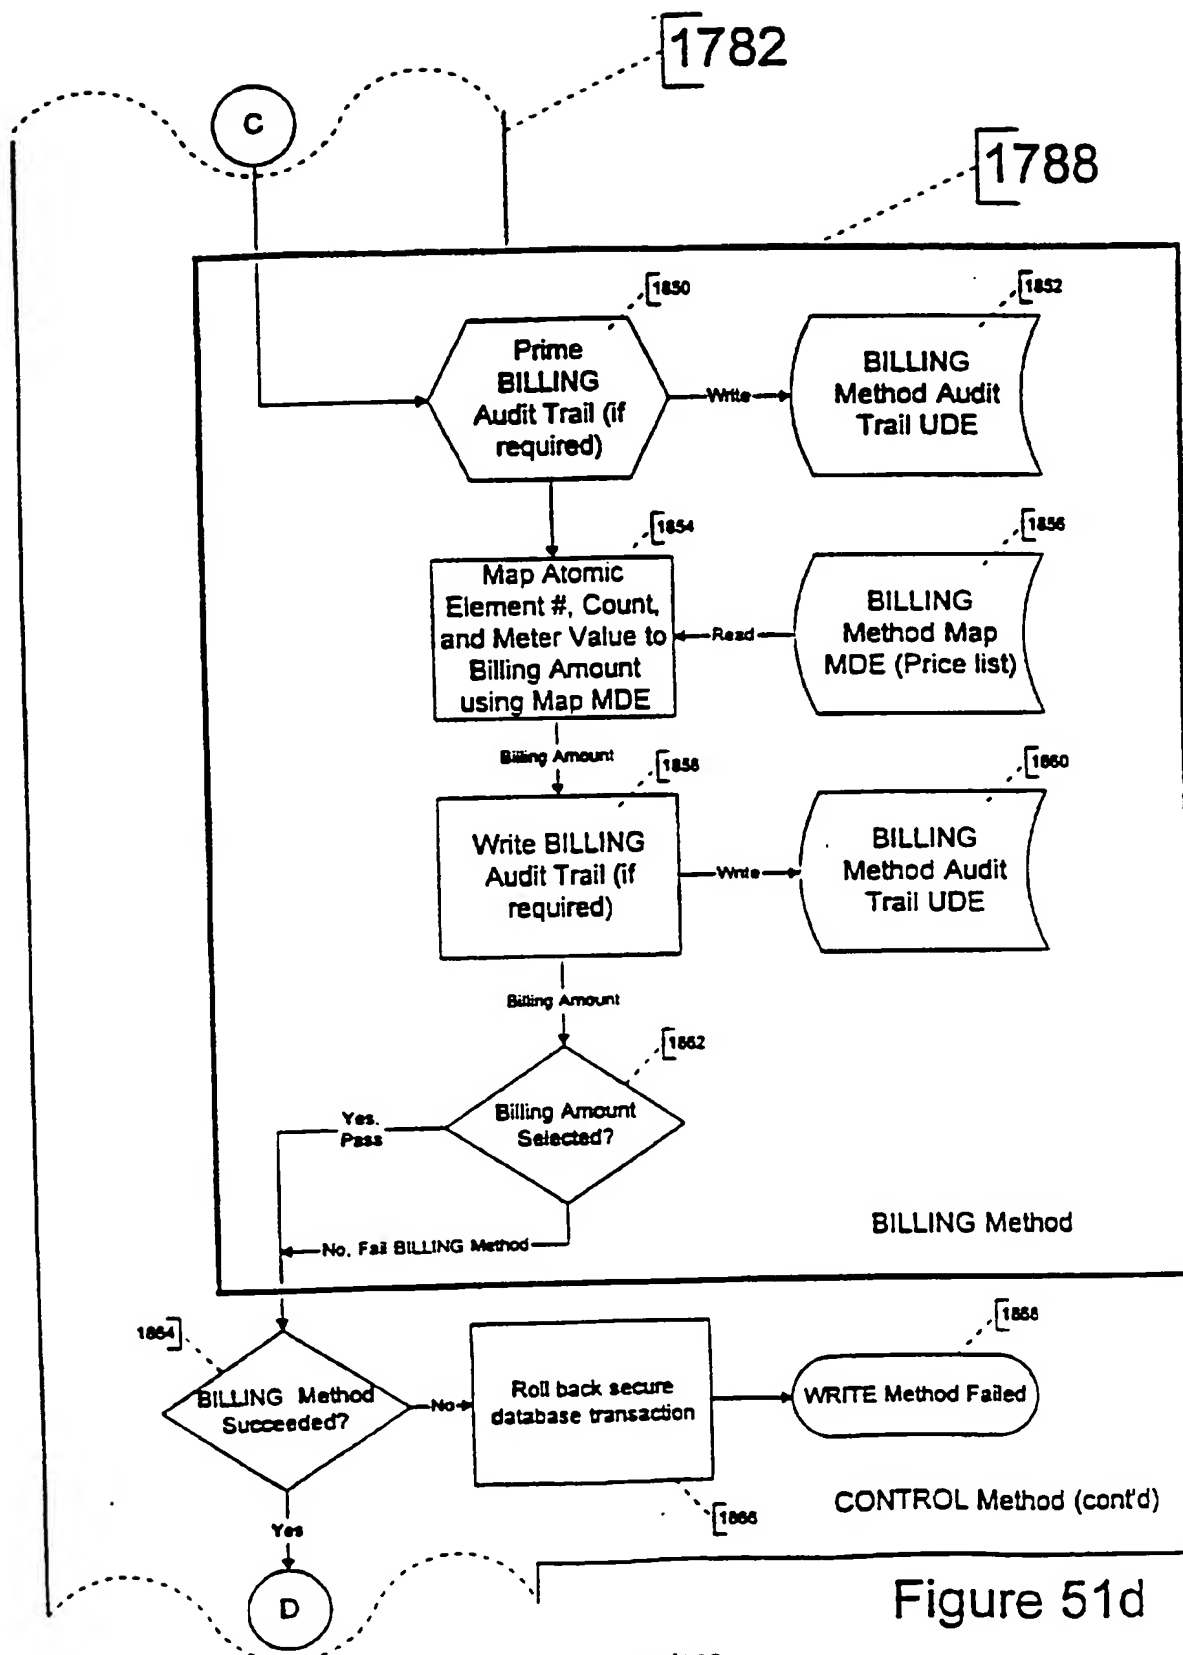 1782
C
1788
1850
1852
Prime
BILLING
Audit Trail (if
required)
Write
BILLING
Method Audit
Trail UDE
1854
1856
Map Atomic
Element #, Count,
and Meter Value to
Billing Amount
using Map MDE
Read
BILLING
Method Map
MDE (Price list)
Billing Amount
1858
1860
Write BILLING
Audit Trail (if
required)
Write
BILLING
Method Audit
Trail UDE
Billing Amount
1862
Billing Amount
Selected?
Yes.
Pass
No, Fail BILLING Method
BILLING Method
1864
1868
BILLING Method
Succeeded?
No
Roll back secure
database transaction
WRITE Method Failed
1866
CONTROL Method (cont'd)
Yes
D
Figure 51d